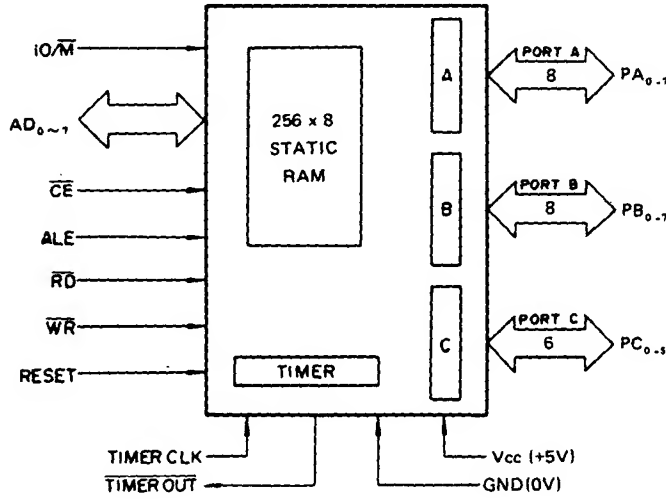 IO/M̅
AD₀~₇
C̅E̅
ALE
R̅D̅
W̅R̅
RESET
256 x 8
STATIC
RAM
TIMER
A
B
C
PORT A
8
PA₀₋₇
PORT B
8
PB₀₋₇
PORT C
6
PC₀₋₅
TIMER CLK
T̅I̅M̅E̅R̅ ̅O̅U̅T̅
Vcc (+5V)
GND(0V)